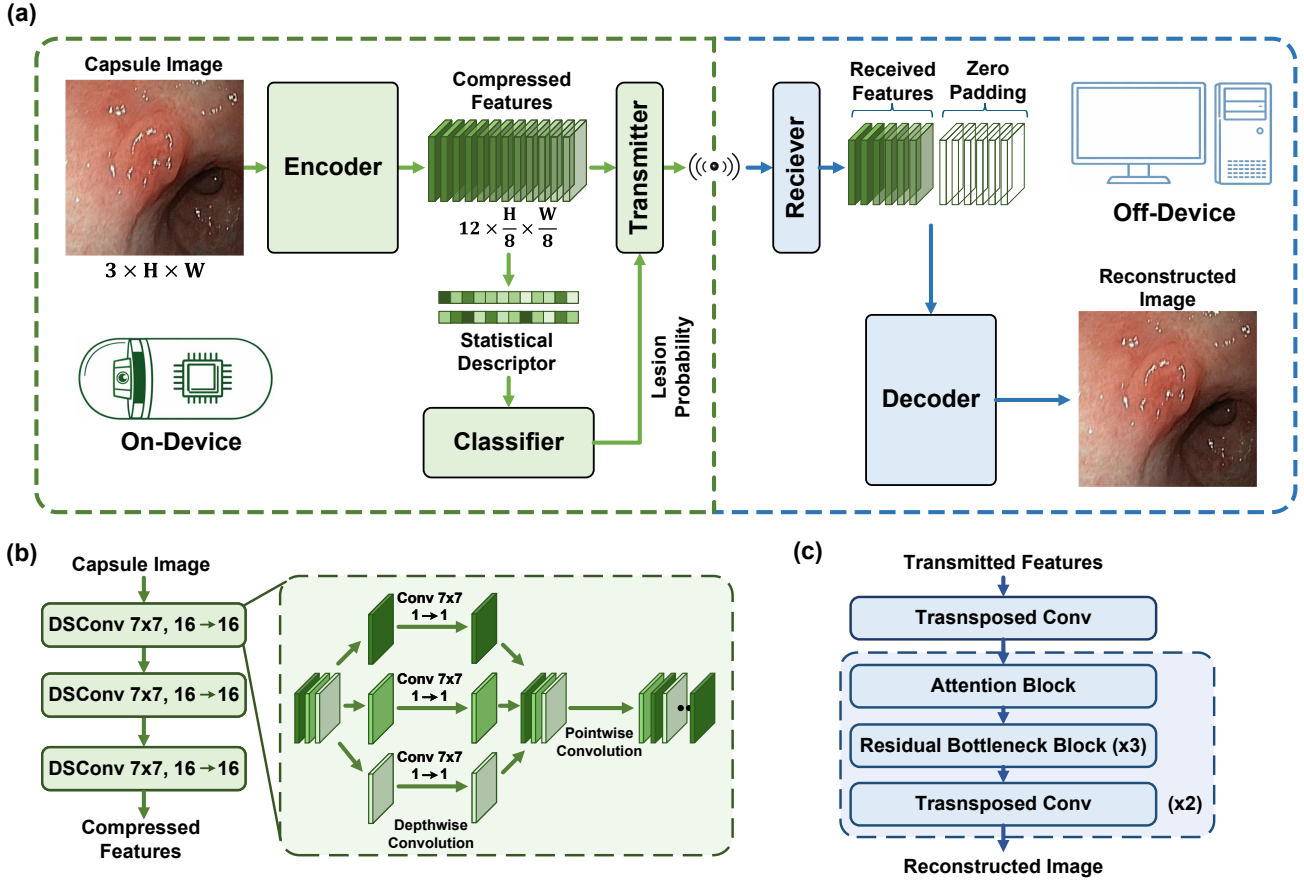 (a)
Capsule Image
3 × H × W
Encoder
Compressed
Features
12 × H/8 × W/8
Statistical
Descriptor
Classifier
Lesion
Probability
Transmitter
On-Device
Reciever
Received
Features
Zero
Padding
Off-Device
Decoder
Reconstructed
Image
(b)
Capsule Image
DSConv 7x7, 16→16
DSConv 7x7, 16→16
DSConv 7x7, 16→16
Compressed
Features
Conv 7x7
1→1
Conv 7x7
1→1
Conv 7x7
1→1
Depthwise
Convolution
Pointwise
Convolution
(c)
Transmitted Features
Trasnsposed Conv
Attention Block
Residual Bottleneck Block (x3)
Trasnsposed Conv
(x2)
Reconstructed Image